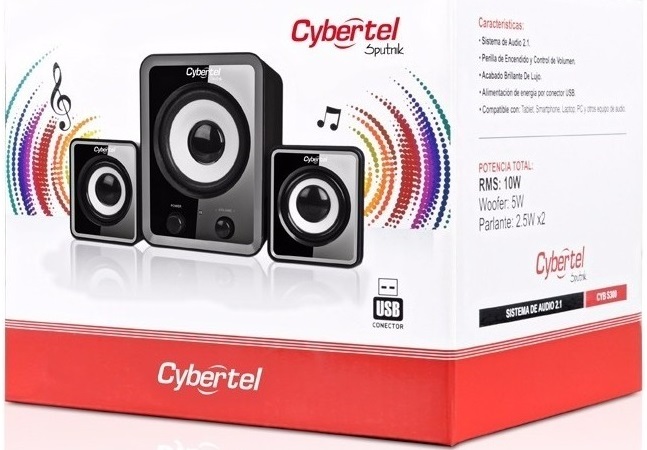 Cybertel
Sputnik
Cybertel
POWER
VOLUME +
Cybertel
Cybertel
USB
CONECTOR
Cybertel
Características:
• Sistema de Audio 2.1.
• Perilla de Encendido y Control de Volumen.
• Acabado Brillante De Lujo.
• Alimentación de energía por conector USB.
• Compatible con: Tablet, Smartphone, Laptop, PC y otros equipo de audio.
POTENCIA TOTAL:
RMS: 10W
Woofer: 5W
Parlante: 2.5W x2
Cybertel
Sputnik
SISTEMA DE AUDIO 2.1
CYB S300